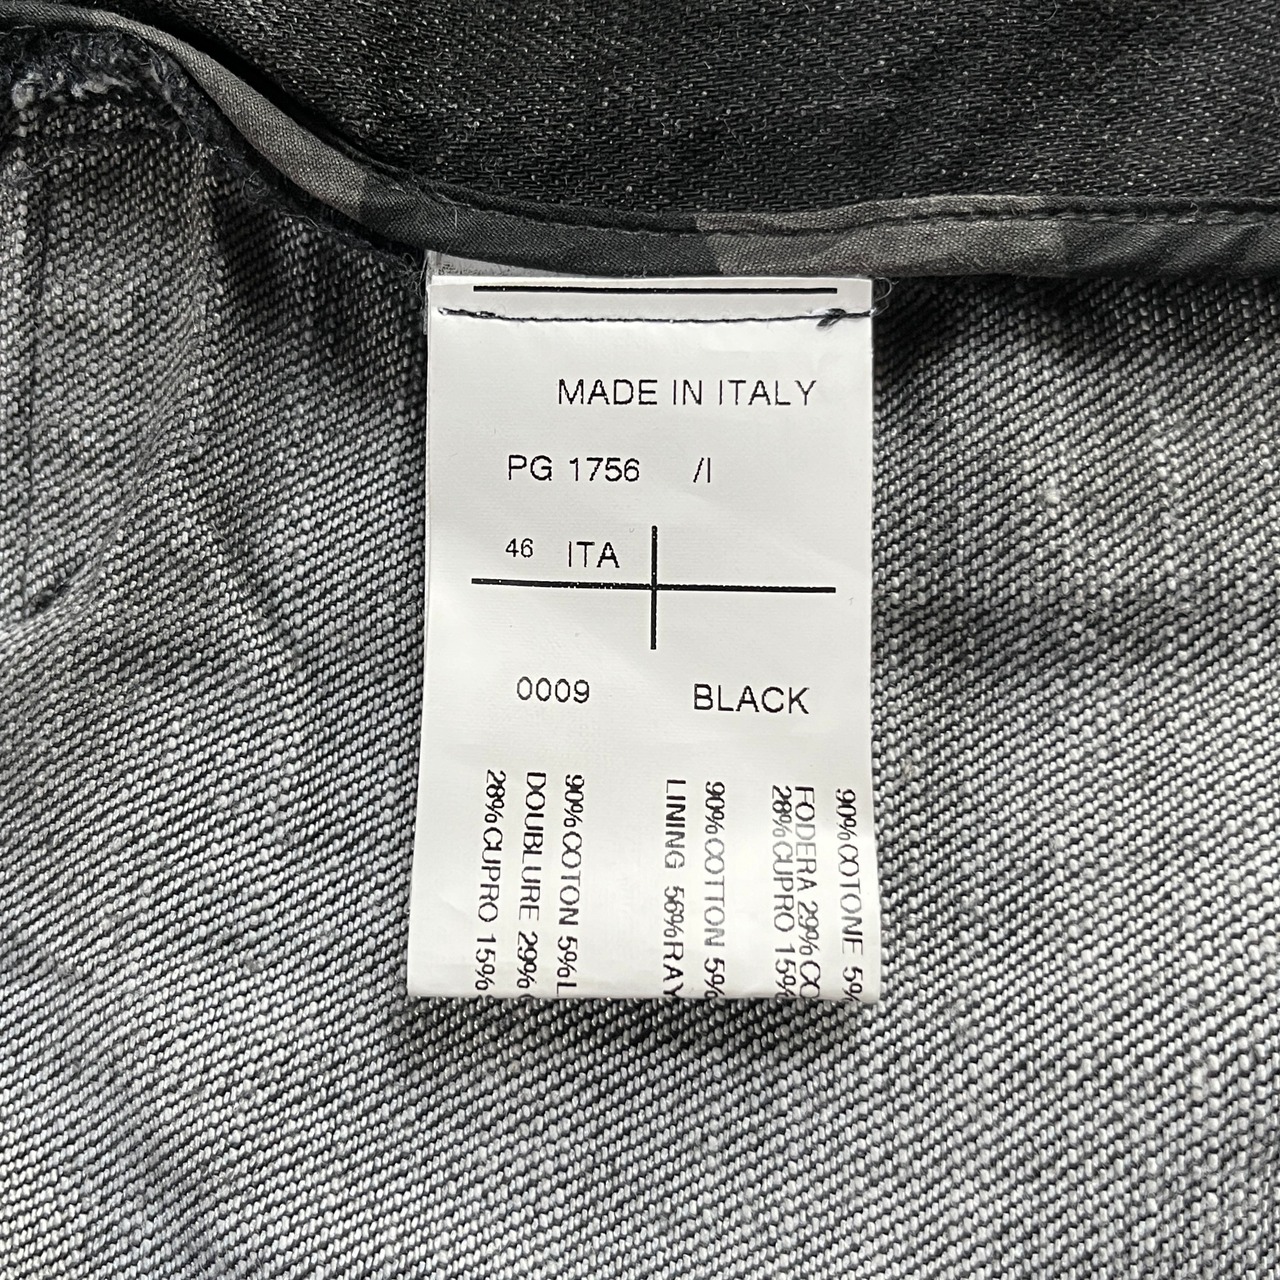 MADE IN ITALY
PG 1756 /I
46 ITA
0009 BLACK
90%COTONE 5%
FODERA 29%CO
28%CUPRO 15%
90%COTTON 5%
LINING 56%RAY
90%COTON 5%L
DOUBLURE 29%
28%CUPRO 15%